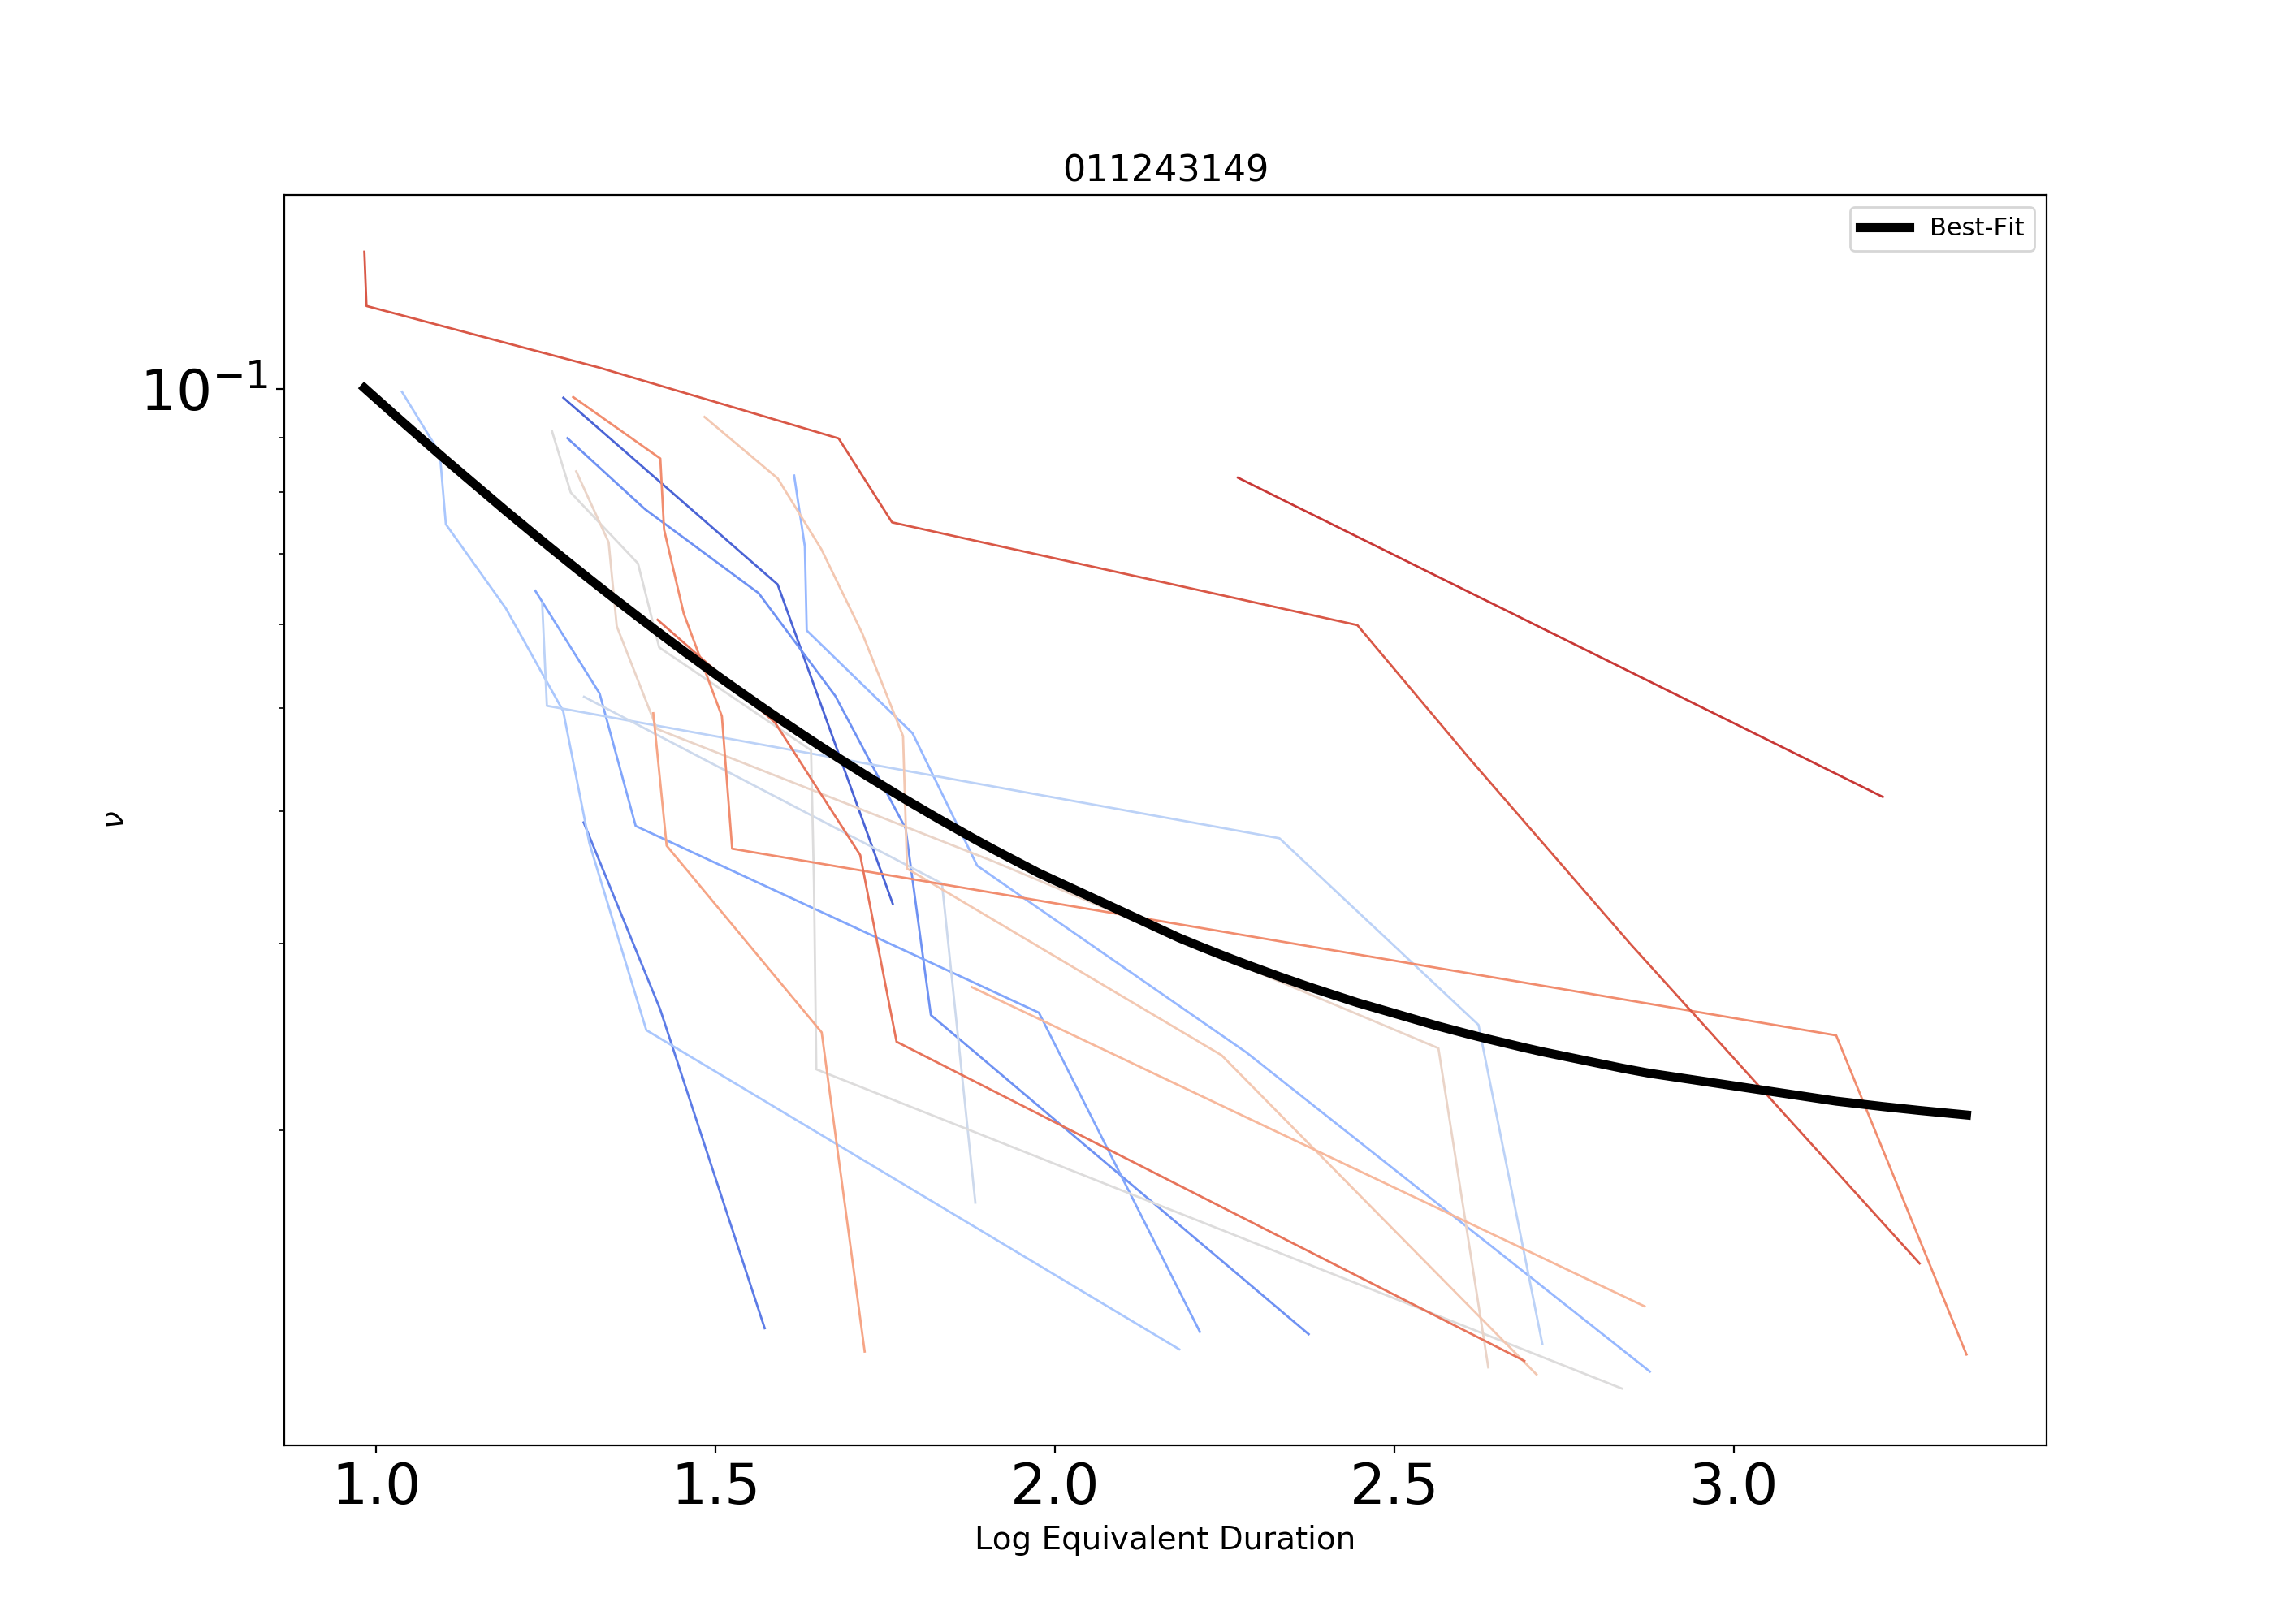 011243149
Best-Fit
10⁻¹
ν
1.0 1.5 2.0 2.5 3.0
Log Equivalent Duration